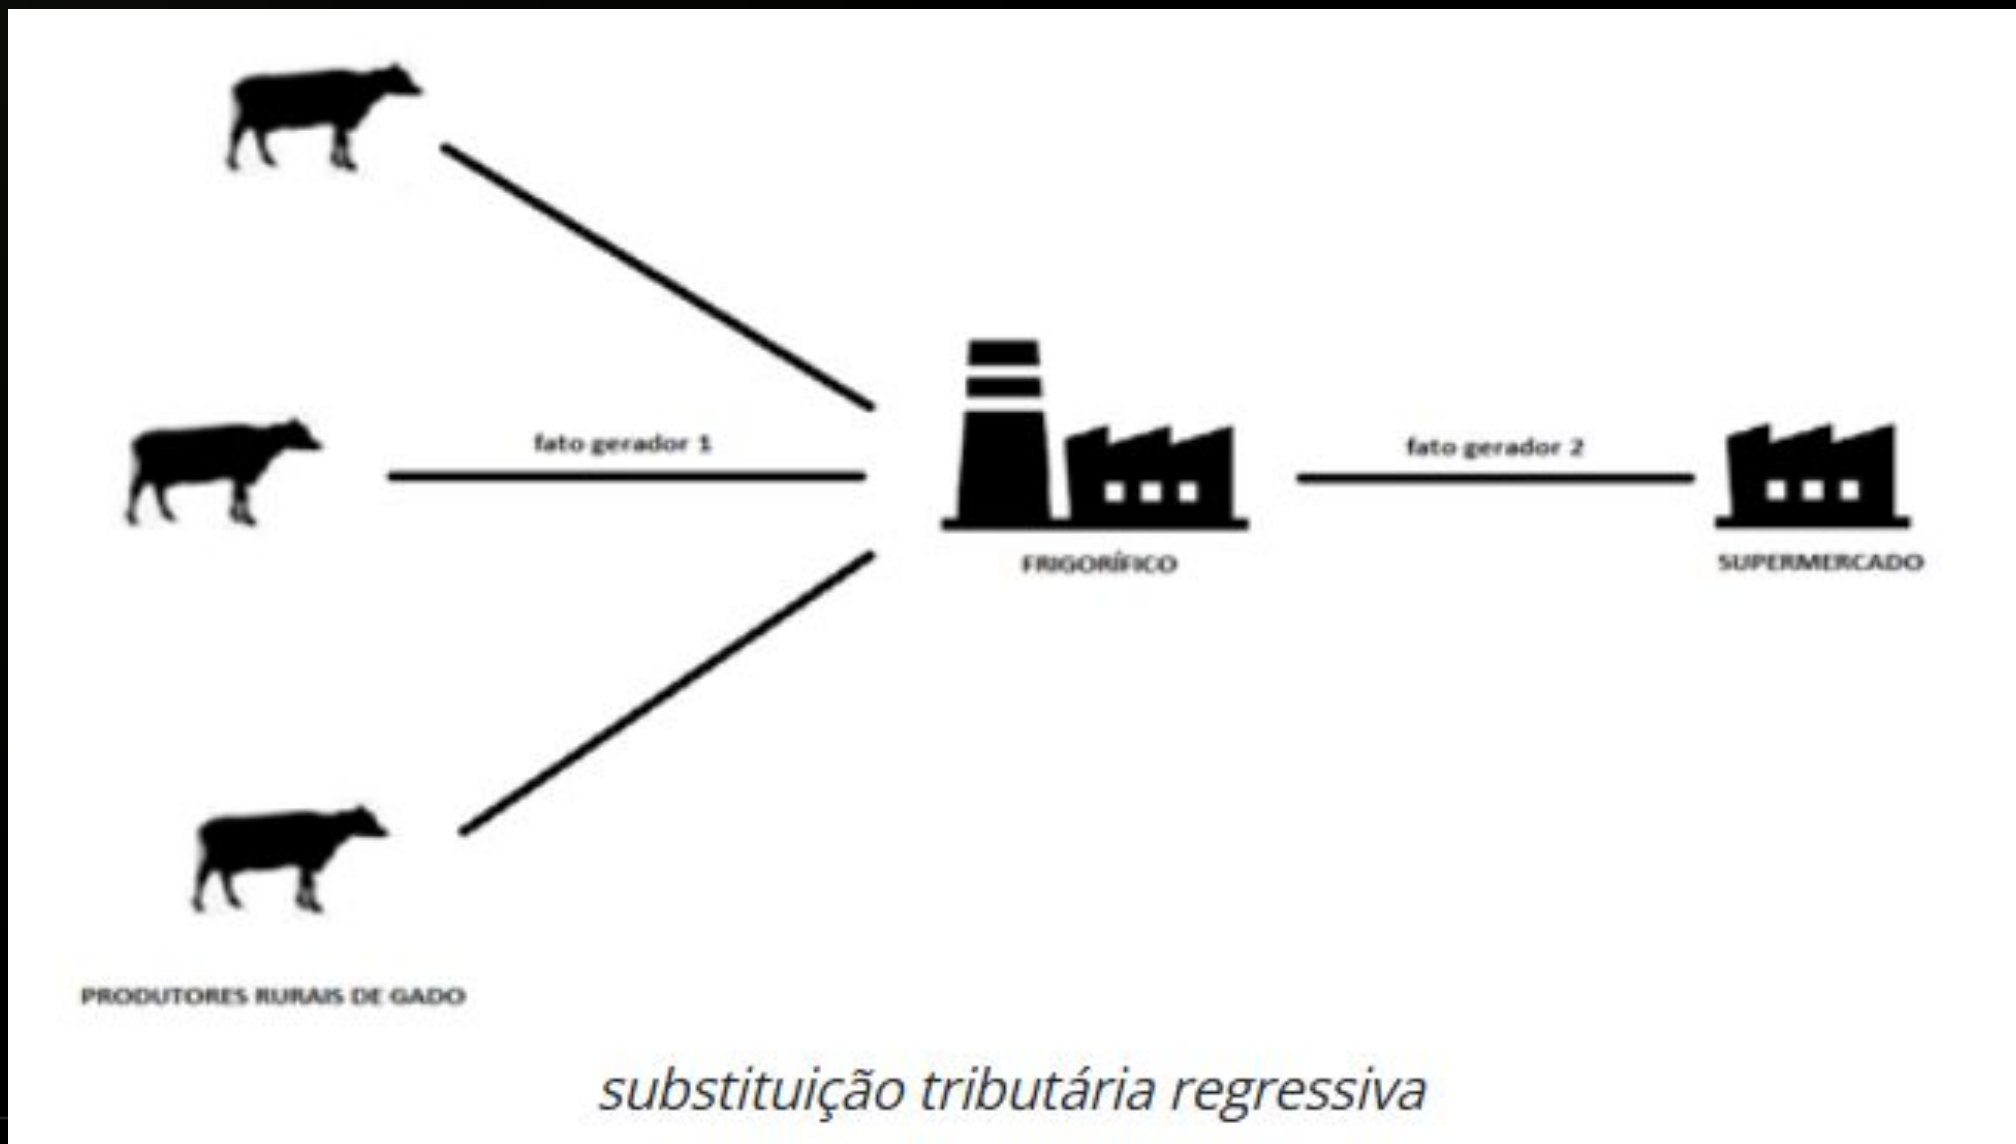 fato gerador 1
fato gerador 2
FRIGORÍFICO
SUPERMERCADO
PRODUTORES RURAIS DE GADO
substituição tributária regressiva